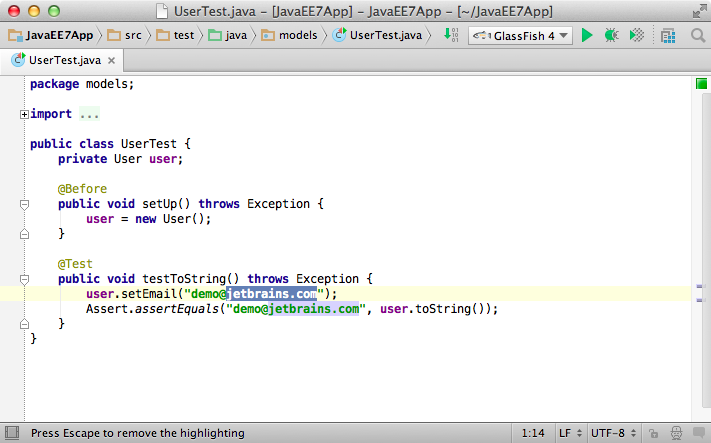 UserTest.java – [JavaEE7App] – JavaEE7App – [~/JavaEE7App]
JavaEE7App src test java models UserTest.java GlassFish 4
UserTest.java
package models;
import ...
public class UserTest {
private User user;
@Before
public void setUp() throws Exception {
user = new User();
}
@Test
public void testToString() throws Exception {
user.setEmail("demo@jetbrains.com");
Assert.assertEquals("demo@jetbrains.com", user.toString());
}
}
Press Escape to remove the highlighting 1:14 LF UTF-8